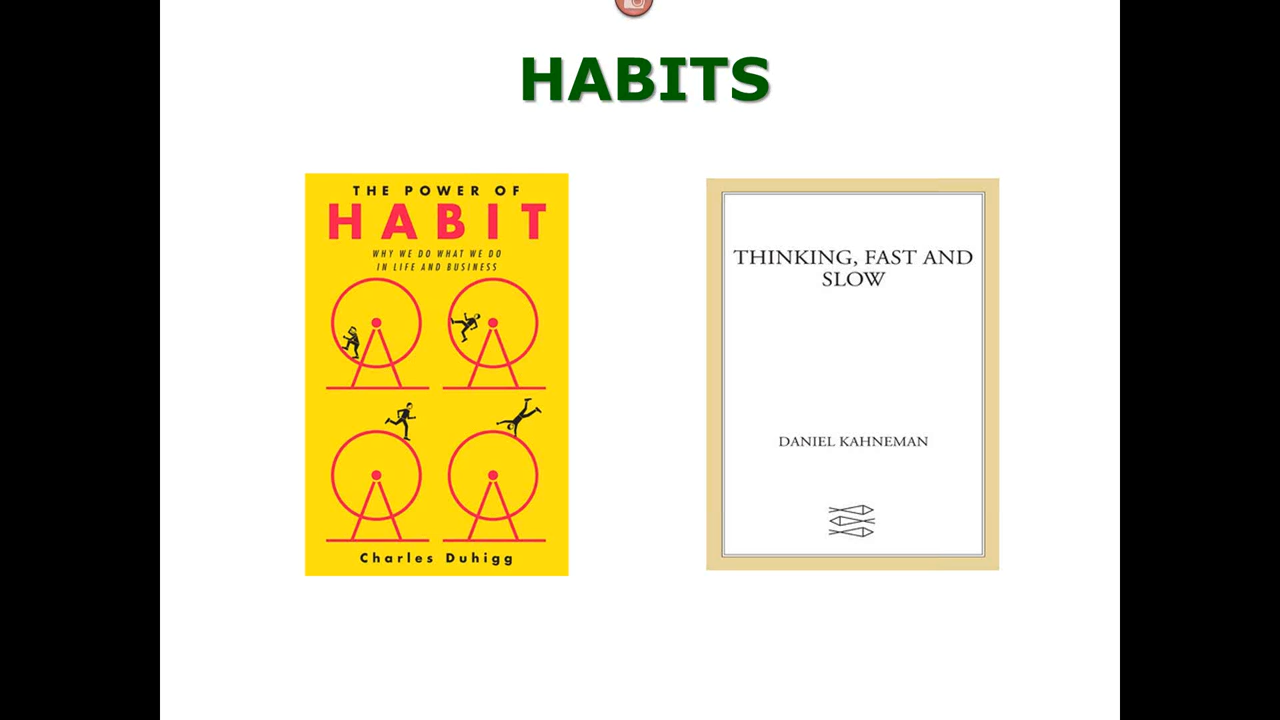 HABITS
THE POWER OF
HABIT
WHY WE DO WHAT WE DO
IN LIFE AND BUSINESS
Charles Duhigg
THINKING, FAST AND
SLOW
DANIEL KAHNEMAN